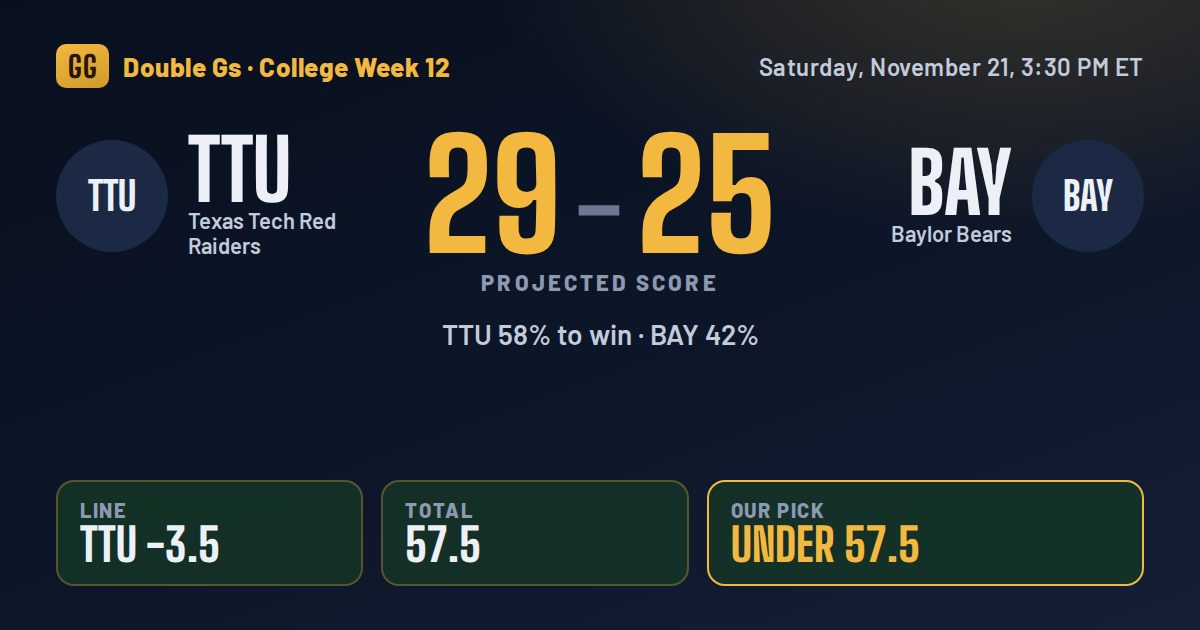 GG
Double Gs · College Week 12
Saturday, November 21, 3:30 PM ET
TTU
TTU
Texas Tech Red
Raiders
29 – 25
PROJECTED SCORE
TTU 58% to win · BAY 42%
BAY
Baylor Bears
BAY
LINE
TTU −3.5
TOTAL
57.5
OUR PICK
UNDER 57.5